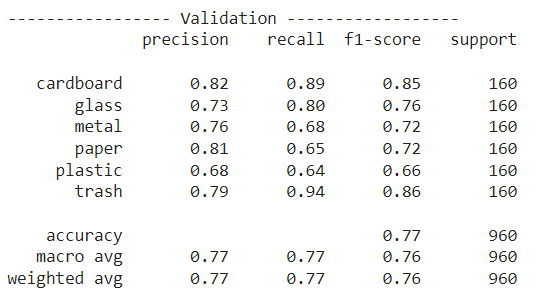 ----------------- Validation ------------------
precision recall f1-score support
cardboard 0.82 0.89 0.85 160
glass 0.73 0.80 0.76 160
metal 0.76 0.68 0.72 160
paper 0.81 0.65 0.72 160
plastic 0.68 0.64 0.66 160
trash 0.79 0.94 0.86 160
accuracy 0.77 960
macro avg 0.77 0.77 0.76 960
weighted avg 0.77 0.77 0.76 960